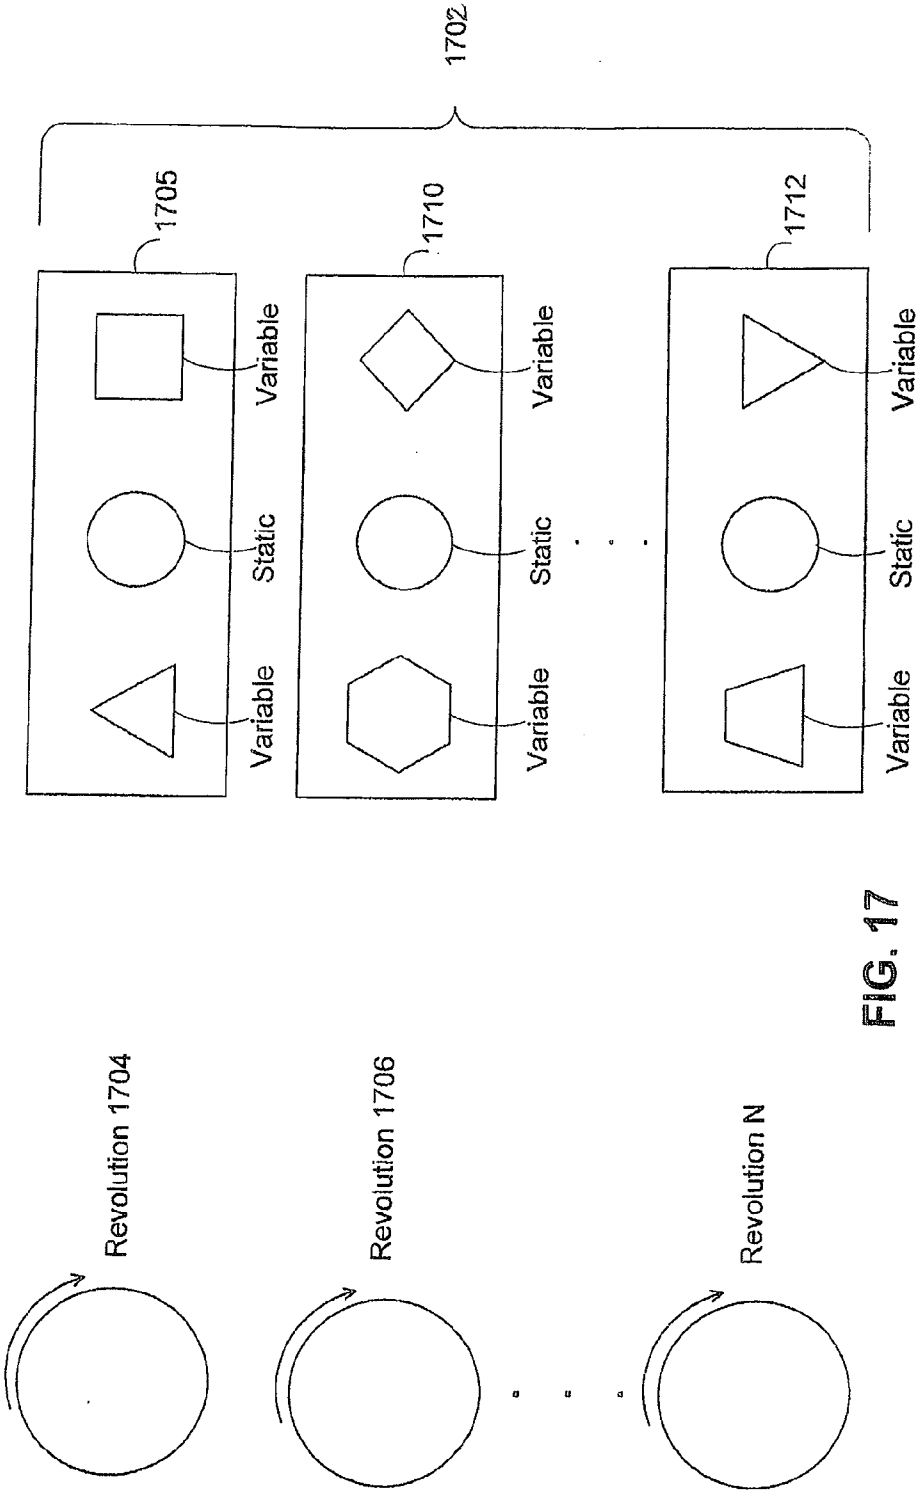 Revolution 1704
1705
Variable
Static
Variable
1702
Revolution 1706
1710
Variable
Static
Variable
Revolution N
1712
Variable
Static
Variable
FIG. 17